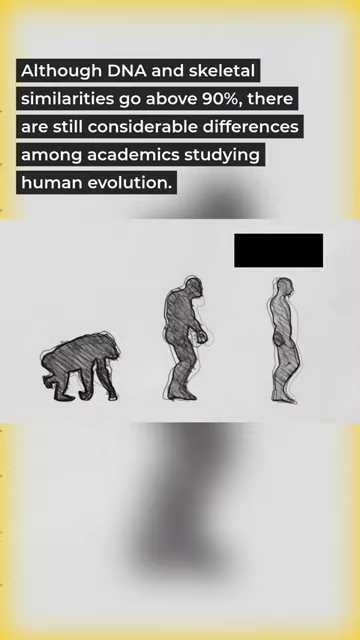 Although DNA and skeletal
similarities go above 90%, there
are still considerable differences
among academics studying
human evolution.